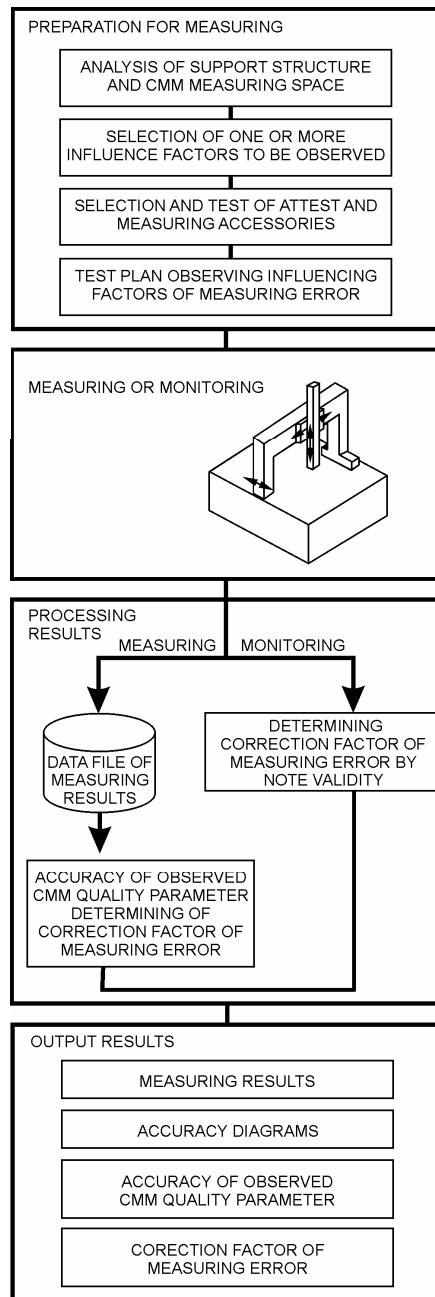 PREPARATION FOR MEASURING
ANALYSIS OF SUPPORT STRUCTURE
AND CMM MEASURING SPACE
SELECTION OF ONE OR MORE
INFLUENCE FACTORS TO BE OBSERVED
SELECTION AND TEST OF ATTEST AND
MEASURING ACCESSORIES
TEST PLAN OBSERVING INFLUENCING
FACTORS OF MEASURING ERROR
MEASURING OR MONITORING
PROCESSING
RESULTS
MEASURING
MONITORING
DATA FILE OF
MEASURING
RESULTS
DETERMINING
CORRECTION FACTOR OF
MEASURING ERROR BY
NOTE VALIDITY
ACCURACY OF OBSERVED
CMM QUALITY PARAMETER
DETERMINING OF
CORRECTION FACTOR OF
MEASURING ERROR
OUTPUT RESULTS
MEASURING RESULTS
ACCURACY DIAGRAMS
ACCURACY OF OBSERVED
CMM QUALITY PARAMETER
CORECTION FACTOR OF
MEASURING ERROR